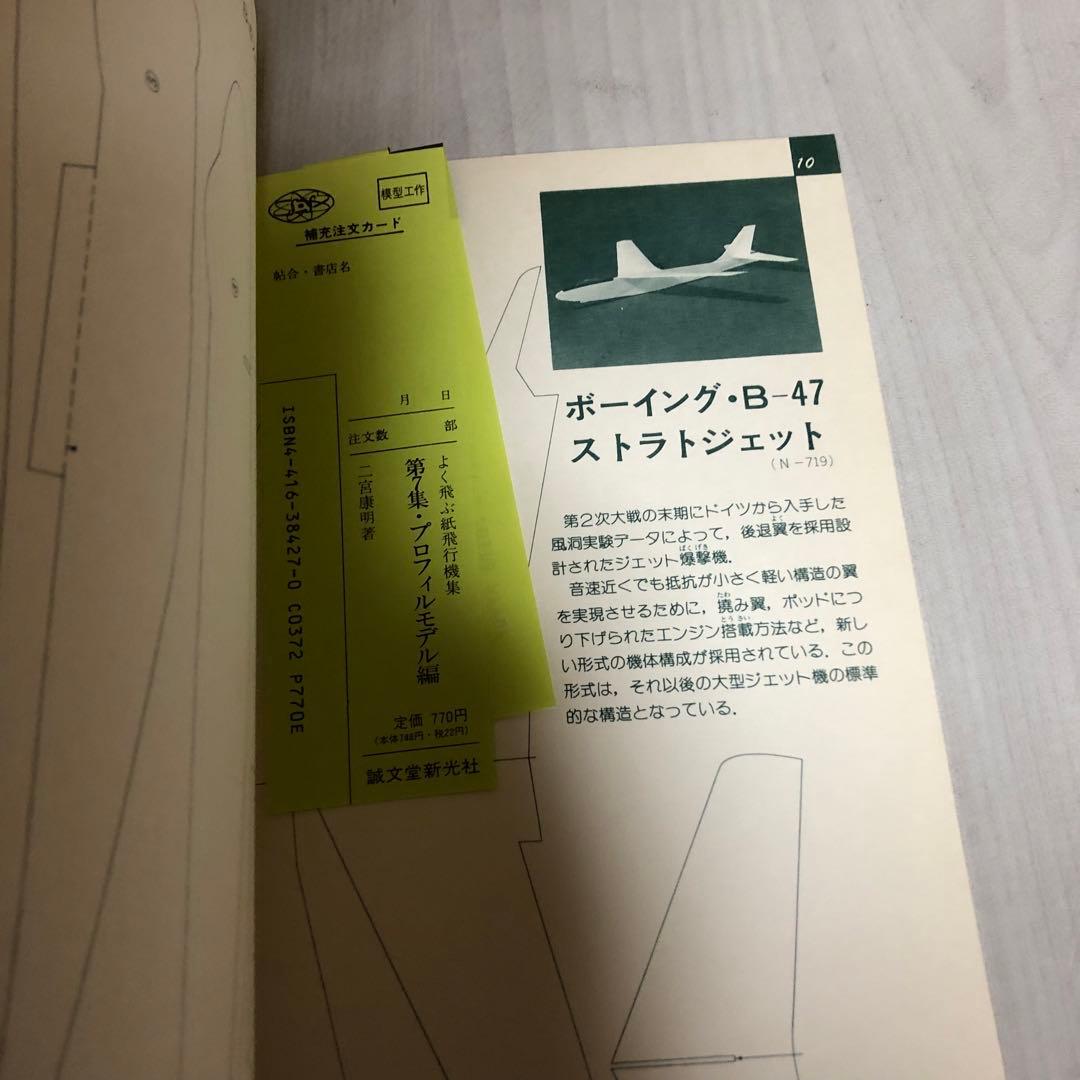 模型工作
補充注文カード
帖合・書店名
月 日
注文数 部
よく飛ぶ紙飛行機集
第7集・プロフィルモデル編
二宮康明著
定価 770円
(本体748円・税22円)
誠文堂新光社
ISBN4-416-38427-0 C0372 P770E
10
ボーイング・B-47
ストラトジェット
(N-719)
第2次大戦の末期にドイツから入手した
風洞実験データによって,後退翼を採用設
計されたジェット爆撃機.
音速近くでも抵抗が小さく軽い構造の翼
を実現させるために,撓み翼,ポッドにつ
り下げられたエンジン搭載方法など,新し
い形式の機体構成が採用されている.この
形式は,それ以後の大型ジェット機の標準
的な構造となっている.